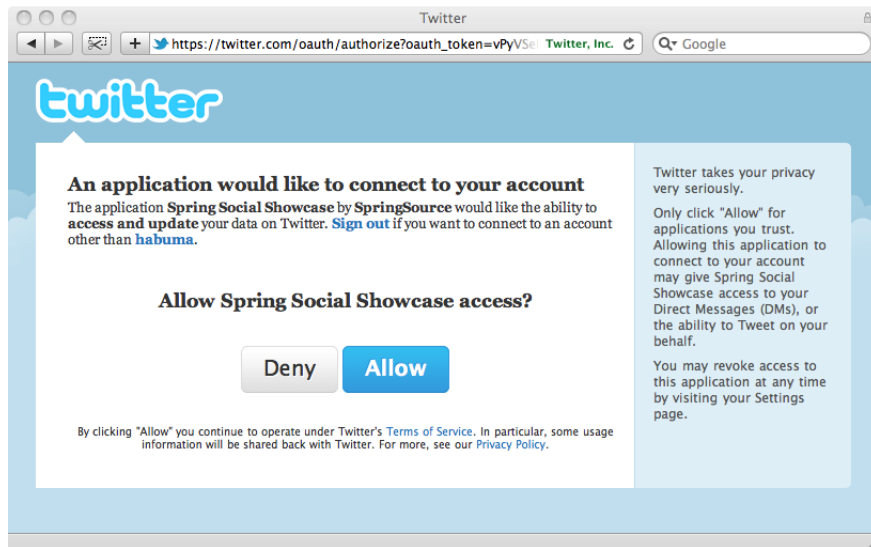 Twitter
https://twitter.com/oauth/authorize?oauth_token=vPyVSe Twitter, Inc.
Google
twitter
An application would like to connect to your account
The application Spring Social Showcase by SpringSource would like the ability to
access and update your data on Twitter. Sign out if you want to connect to an account
other than habuma.
Allow Spring Social Showcase access?
Deny
Allow
By clicking "Allow" you continue to operate under Twitter's Terms of Service. In particular, some usage
information will be shared back with Twitter. For more, see our Privacy Policy.
Twitter takes your privacy
very seriously.
Only click "Allow" for
applications you trust.
Allowing this application to
connect to your account
may give Spring Social
Showcase access to your
Direct Messages (DMs), or
the ability to Tweet on your
behalf.
You may revoke access to
this application at any time
by visiting your Settings
page.